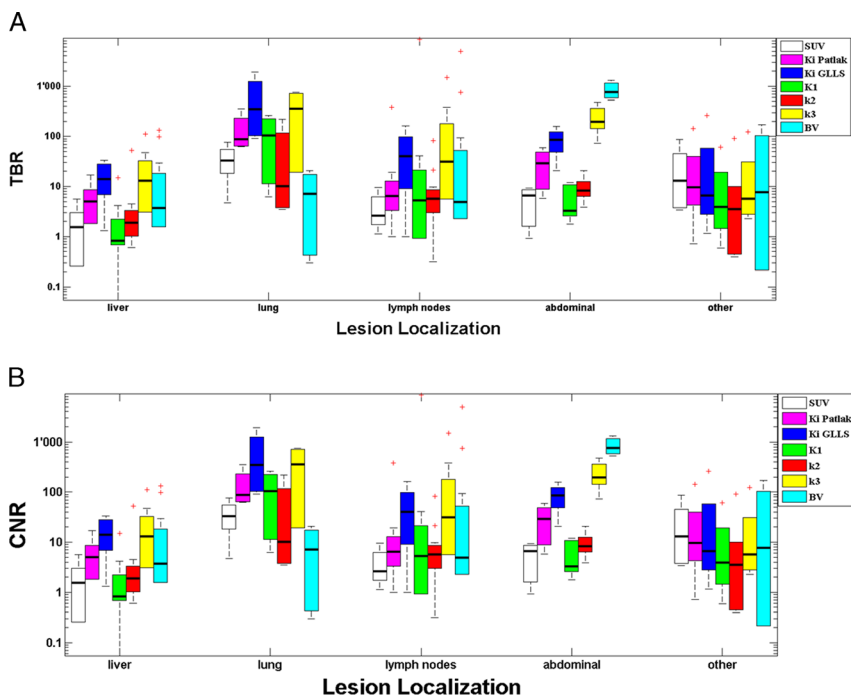 A
TBR
1'000
100
10
1
0.1
SUV
Ki Patlak
Ki GLLS
K1
k2
k3
BV
liver lung lymph nodes abdominal other
Lesion Localization
B
CNR
1'000
100
10
1
0.1
SUV
Ki Patlak
Ki GLLS
K1
k2
k3
BV
liver lung lymph nodes abdominal other
Lesion Localization